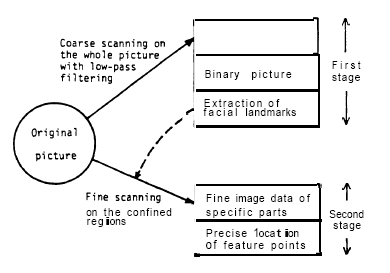 Coarse scanning on
the whole picture
with low-pass
filtering
Binary picture
Extraction of
facial landmarks
First
stage
Original
picture
Fine scanning
on the confined
regions
Fine image data of
specific parts
Precise location
of feature points
Second
stage